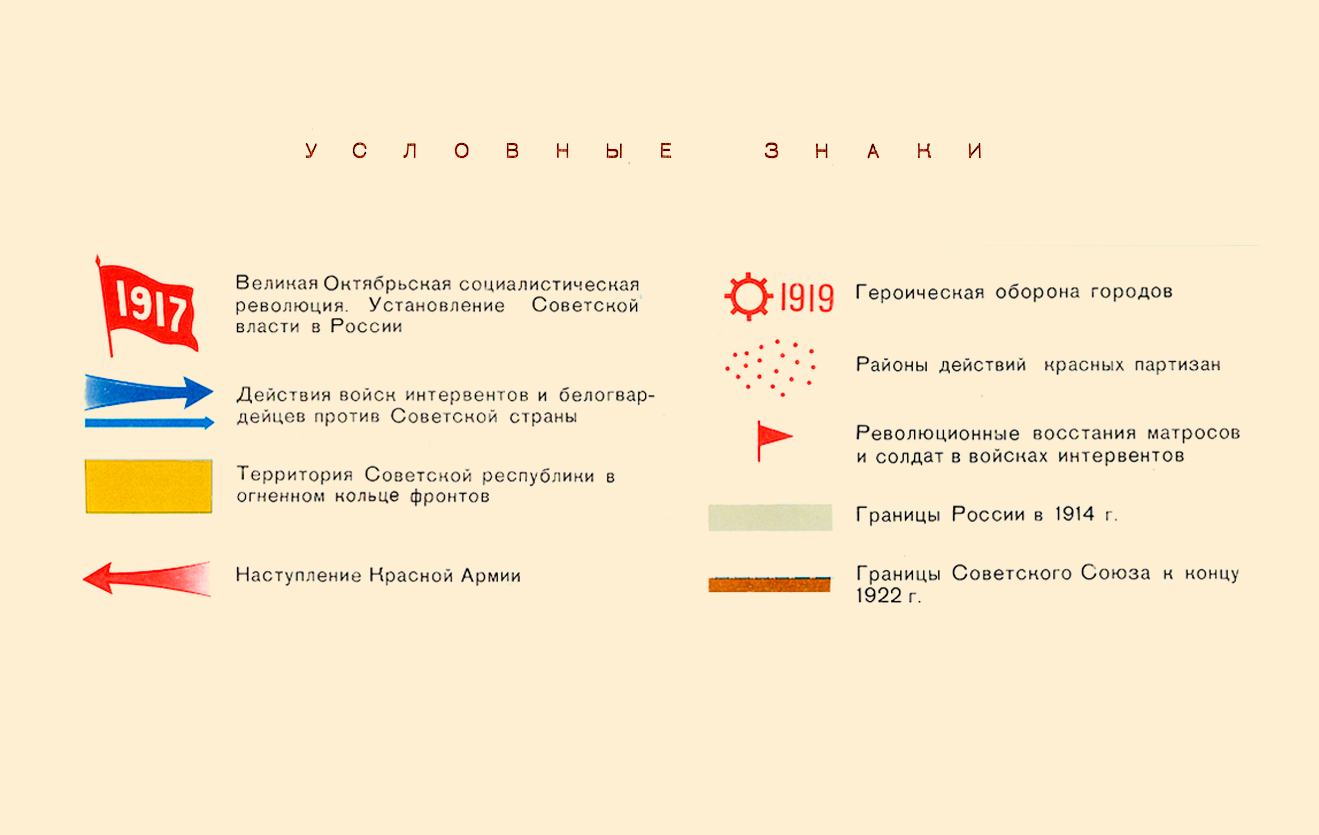 УСЛОВНЫЕ ЗНАКИ
1917
Великая Октябрьская социалистическая
революция. Установление Советской
власти в России
Действия войск интервентов и белогвар-
дейцев против Советской страны
Территория Советской республики в
огненном кольце фронтов
Наступление Красной Армии
1919
Героическая оборона городов
Районы действий красных партизан
Революционные восстания матросов
и солдат в войсках интервентов
Границы России в 1914 г.
Границы Советского Союза к концу
1922 г.